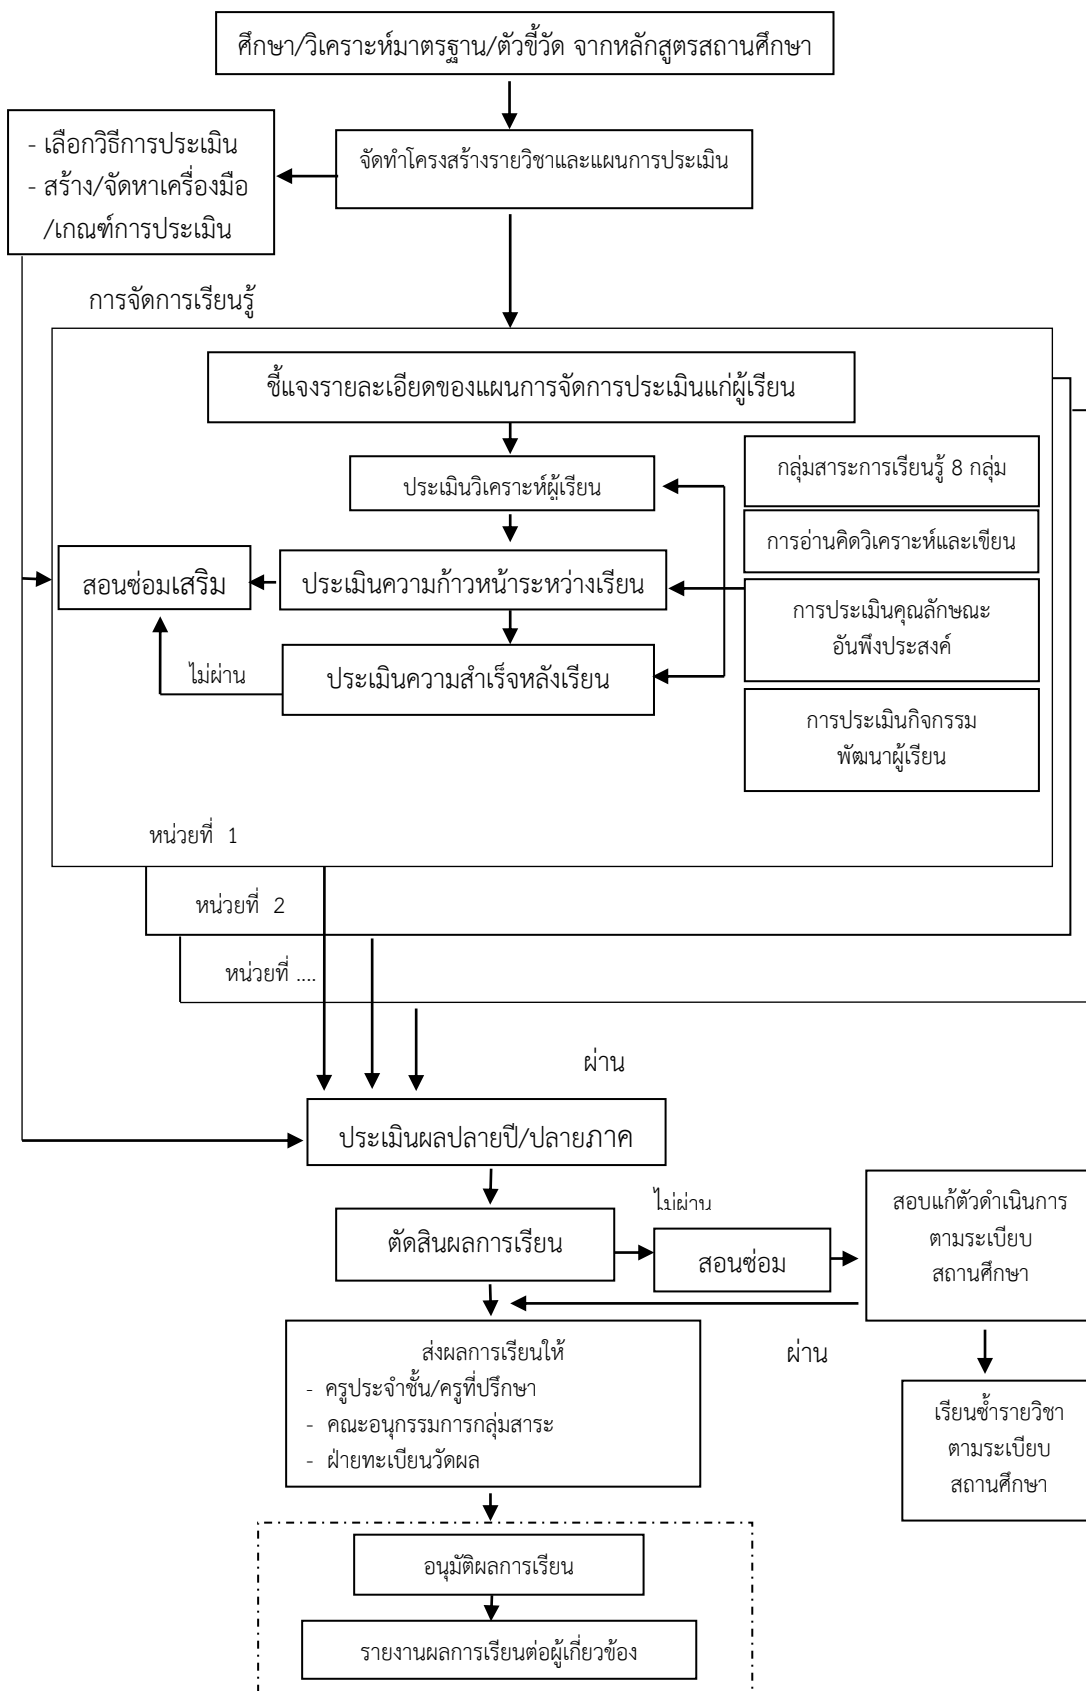 ศึกษา/วิเคราะห์มาตรฐาน/ตัวขี้วัด จากหลักสูตรสถานศึกษา
- เลือกวิธีการประเมิน
- สร้าง/จัดหาเครื่องมือ
/เกณฑ์การประเมิน
จัดทำโครงสร้างรายวิชาและแผนการประเมิน
การจัดการเรียนรู้
ชี้แจงรายละเอียดของแผนการจัดการประเมินแก่ผู้เรียน
ประเมินวิเคราะห์ผู้เรียน
กลุ่มสาระการเรียนรู้ 8 กลุ่ม
การอ่านคิดวิเคราะห์และเขียน
สอนซ่อมเสริม
ประเมินความก้าวหน้าระหว่างเรียน
การประเมินคุณลักษณะ
อันพึงประสงค์
ไม่ผ่าน
ประเมินความสำเร็จหลังเรียน
การประเมินกิจกรรม
พัฒนาผู้เรียน
หน่วยที่ 1
หน่วยที่ 2
หน่วยที่ ....
ผ่าน
ประเมินผลปลายปี/ปลายภาค
ไม่ผ่าน
ตัดสินผลการเรียน
สอนซ่อม
สอบแก้ตัวดำเนินการ
ตามระเบียบ
สถานศึกษา
ผ่าน
ส่งผลการเรียนให้
- ครูประจำชั้น/ครูที่ปรึกษา
- คณะอนุกรรมการกลุ่มสาระ
- ฝ่ายทะเบียนวัดผล
เรียนซ้ำรายวิชา
ตามระเบียบ
สถานศึกษา
อนุมัติผลการเรียน
รายงานผลการเรียนต่อผู้เกี่ยวข้อง